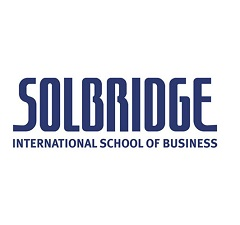 SOLBRIDGE
INTERNATIONAL SCHOOL OF BUSINESS